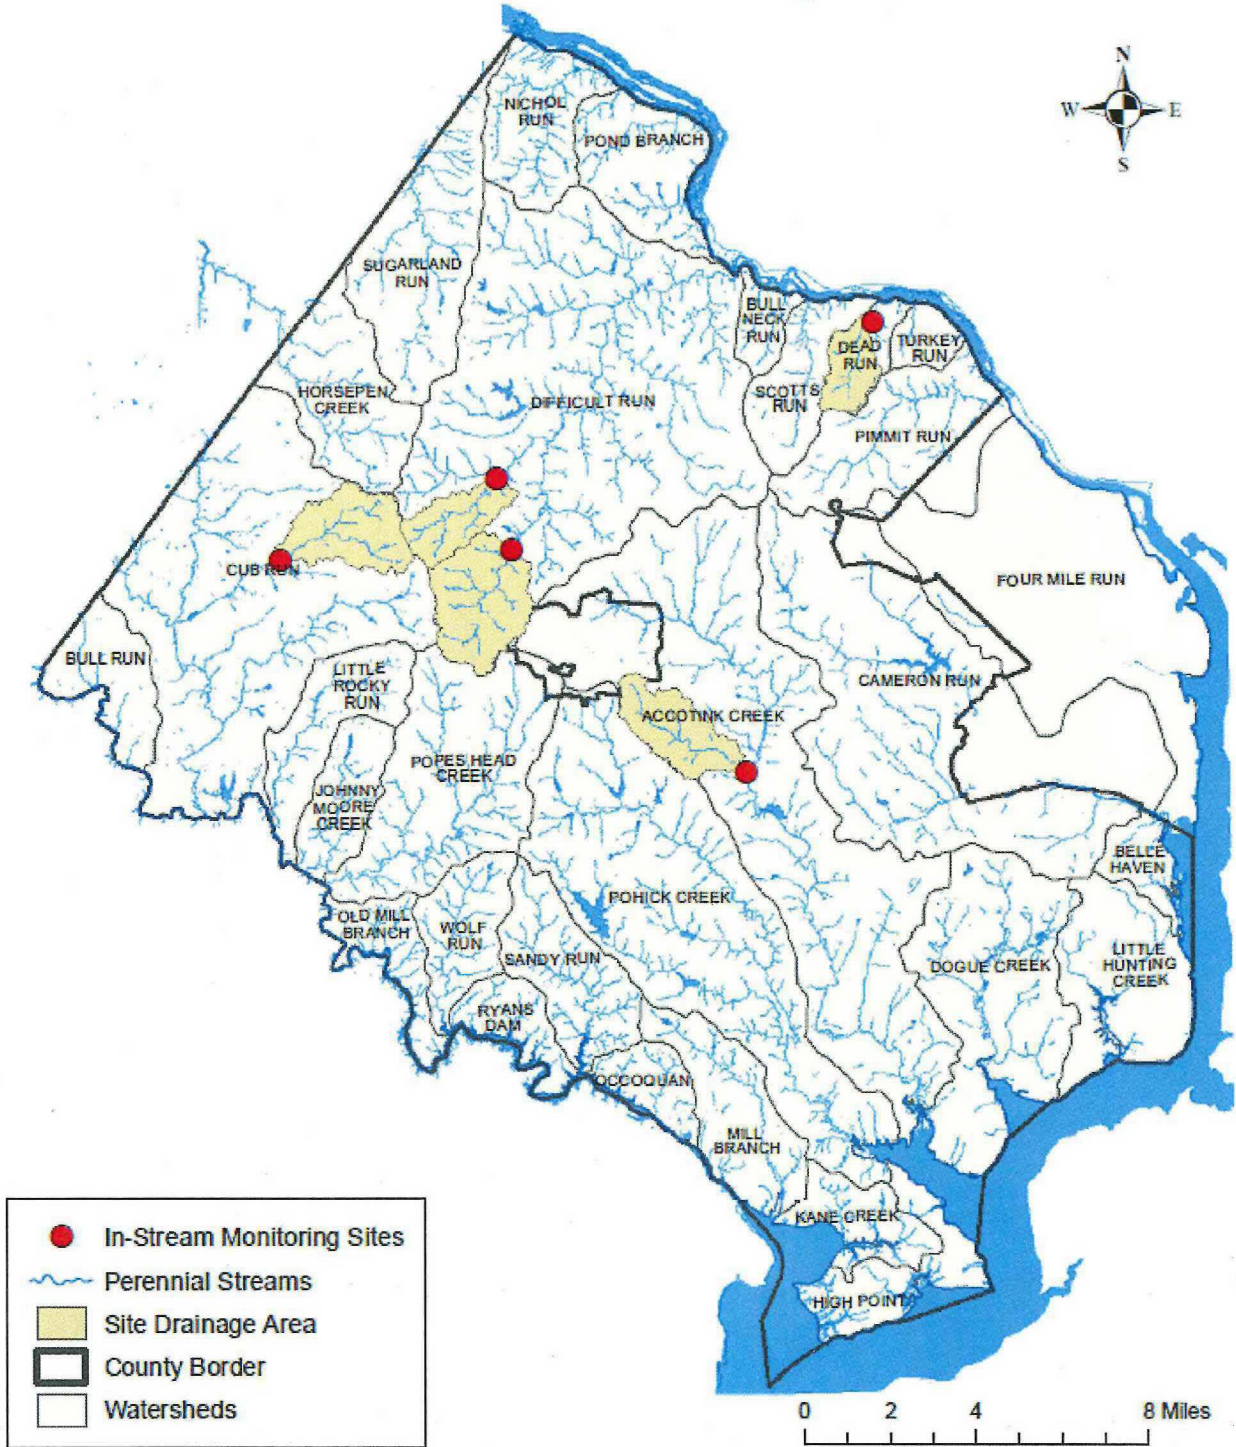 N
W E
S
NICHOL
RUN
POND BRANCH
SUGARLAND
RUN
BULL
NECK
RUN
DEAD
RUN
TURKEY
RUN
HORSEPEN
CREEK
DIFFICULT RUN
SCOTTS
RUN
PIMMIT RUN
CUB RUN
FOUR MILE RUN
BULL RUN
LITTLE
ROCKY
RUN
CAMERON RUN
ACCOTINK CREEK
POPES HEAD
CREEK
JOHNNY
MOORE
CREEK
BELLE
HAVEN
POHICK CREEK
OLD MILL
BRANCH
WOLF
RUN
SANDY RUN
DOGUE CREEK
LITTLE
HUNTING
CREEK
RYANS
DAM
OCCOQUAN
MILL
BRANCH
KANE CREEK
HIGH POINT
In-Stream Monitoring Sites
Perennial Streams
Site Drainage Area
County Border
Watersheds
0 2 4 8 Miles